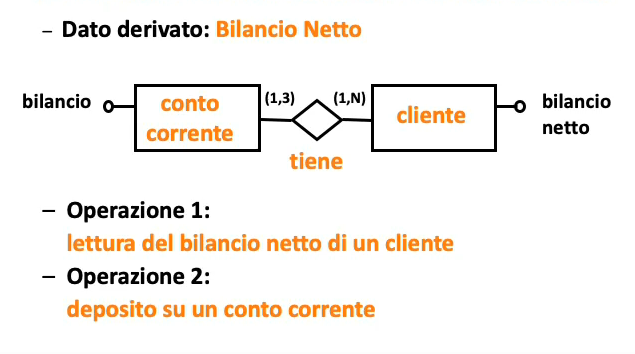 – Dato derivato: Bilancio Netto
bilancio
conto
corrente
(1,3)
(1,N)
tiene
cliente
bilancio
netto
– Operazione 1:
lettura del bilancio netto di un cliente
– Operazione 2:
deposito su un conto corrente